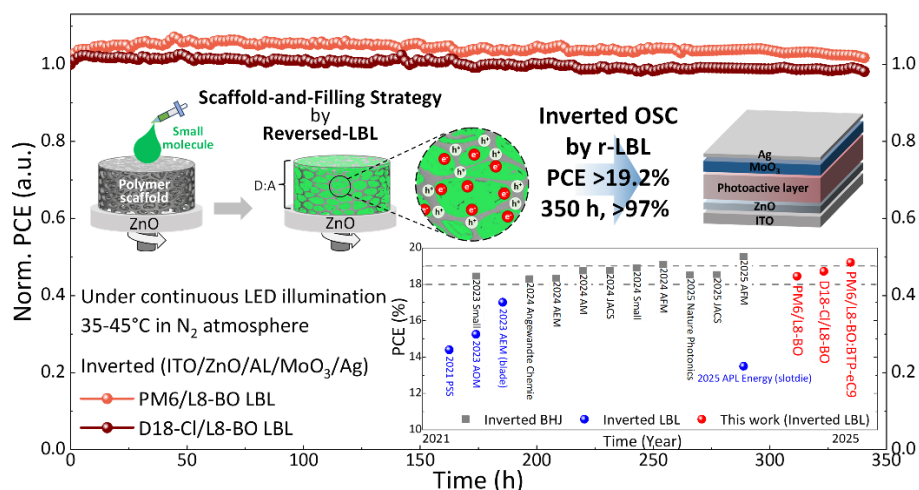 Norm. PCE (a.u.)
1.0
0.8
0.6
0.4
0.2
0.0
1.0
0.8
0.6
0.4
0.2
0.0
Small
molecule
Polymer
scaffold
ZnO
Scaffold-and-Filling Strategy
by
Reversed-LBL
D:A
ZnO
h⁺ h⁺ h⁺ h⁺ h⁺ h⁺ h⁺
e⁻ e⁻ e⁻ e⁻ e⁻ e⁻ e⁻ e⁻
Inverted OSC
by r-LBL
PCE >19.2%
350 h, >97%
Ag
MoO₃
Photoactive layer
ZnO
ITO
Under continuous LED illumination
35-45°C in N₂ atmosphere
Inverted (ITO/ZnO/AL/MoO₃/Ag)
PM6/L8-BO LBL
D18-Cl/L8-BO LBL
PCE (%)
20
18
16
14
12
10
2021 PSS
2023 Small
2023 AOM
2023 AEM (blade)
2024 Angewandte Chemie
2024 AEM
2024 AM
2024 JACS
2024 Small
2024 AFM
2025 Nature Photonics
2025 JACS
2025 AFM
2025 APL Energy (slotdie)
PM6/L8-BO
D18-Cl/L8-BO
PM6/L8-BO:BTP-eC9
Inverted BHJ
Inverted LBL
This work (Inverted LBL)
2021
Time (Year)
2025
0 50 100 150 200 250 300 350
Time (h)